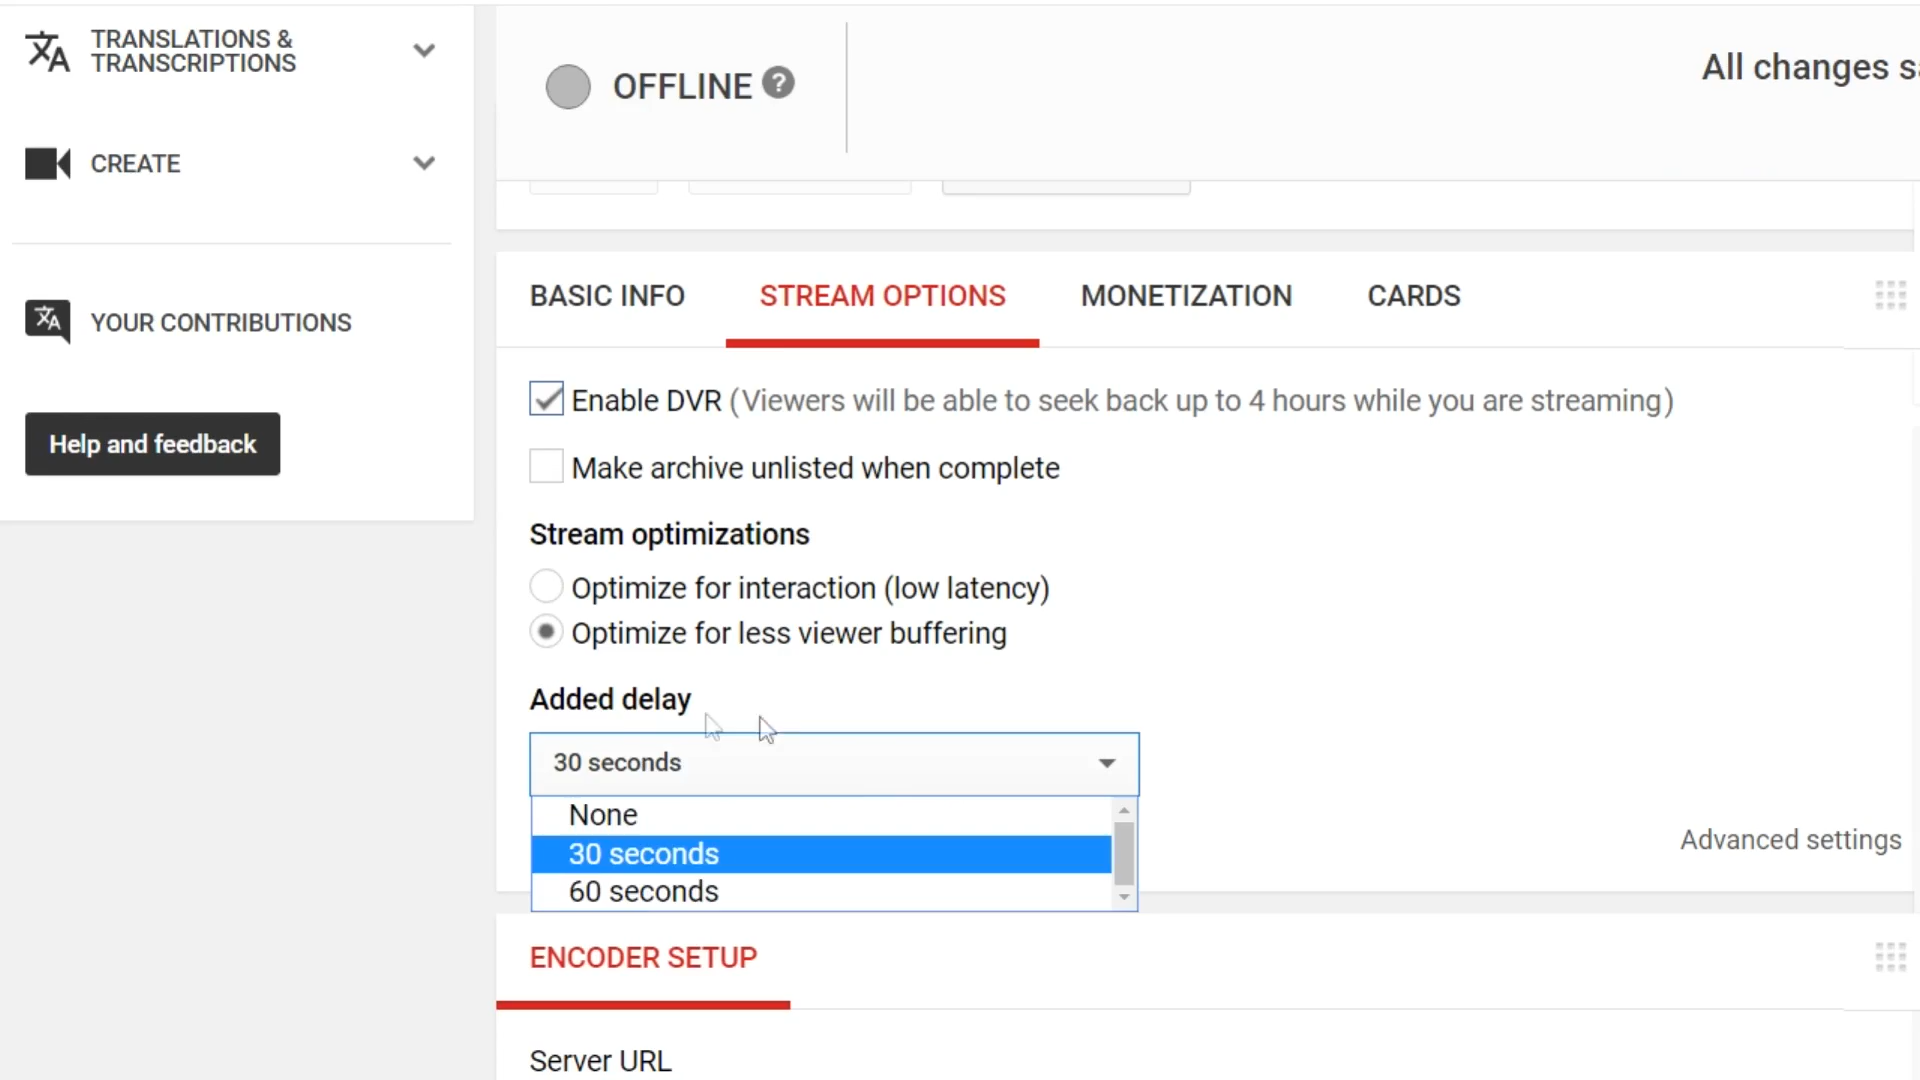 TRANSLATIONS &
TRANSCRIPTIONS
CREATE
YOUR CONTRIBUTIONS
Help and feedback
OFFLINE ?
All changes
BASIC INFO STREAM OPTIONS MONETIZATION CARDS
Enable DVR (Viewers will be able to seek back up to 4 hours while you are streaming)
Make archive unlisted when complete
Stream optimizations
Optimize for interaction (low latency)
Optimize for less viewer buffering
Added delay
30 seconds
None
30 seconds
60 seconds
Advanced settings
ENCODER SETUP
Server URL